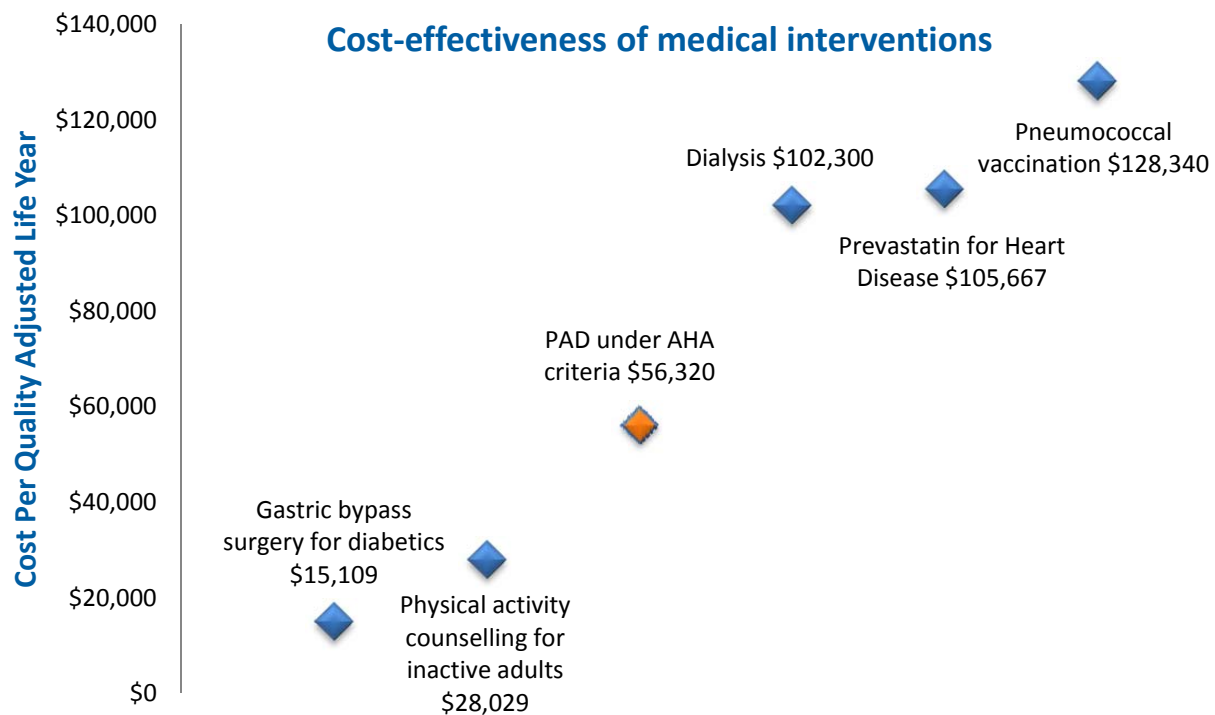 Cost-effectiveness of medical interventions
Cost Per Quality Adjusted Life Year
$140,000
$120,000
$100,000
$80,000
$60,000
$40,000
$20,000
$0
Gastric bypass
surgery for diabetics
$15,109
Physical activity
counselling for
inactive adults
$28,029
PAD under AHA
criteria $56,320
Dialysis $102,300
Prevastatin for Heart
Disease $105,667
Pneumococcal
vaccination $128,340